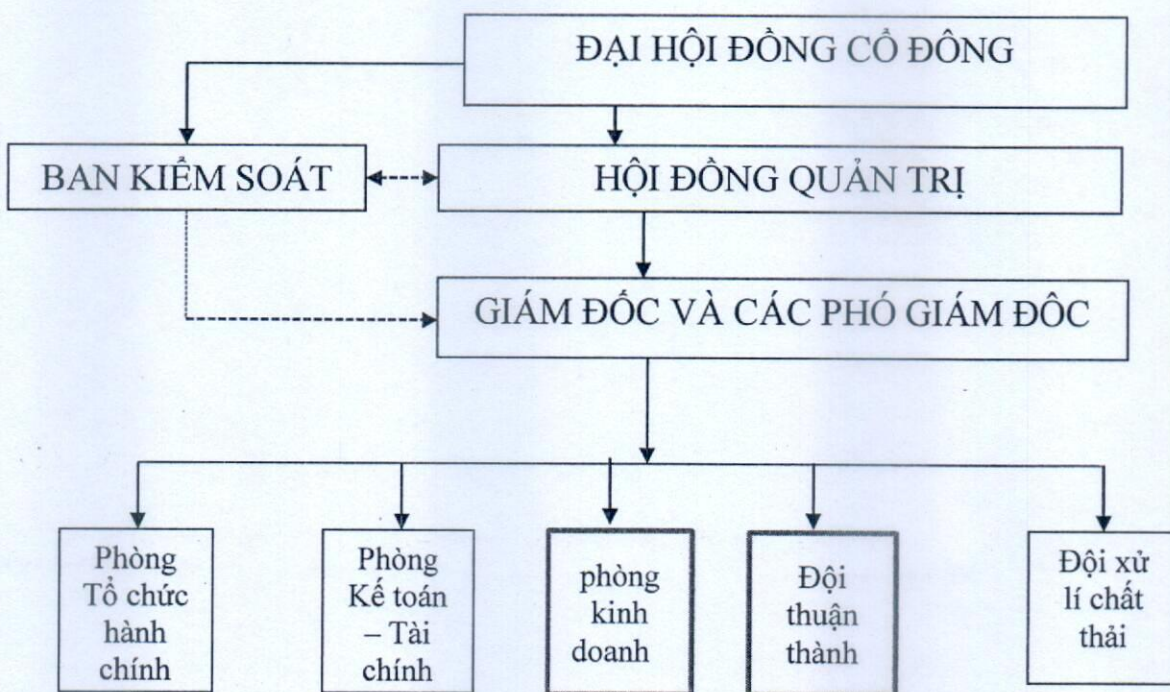 ĐẠI HỘI ĐỒNG CỔ ĐÔNG
BAN KIỂM SOÁT
HỘI ĐỒNG QUẢN TRỊ
GIÁM ĐỐC VÀ CÁC PHÓ GIÁM ĐÔC
Phòng
Tổ chức
hành
chính
Phòng
Kế toán
– Tài
chính
phòng
kinh
doanh
Đội
thuận
thành
Đội xử
lí chất
thải